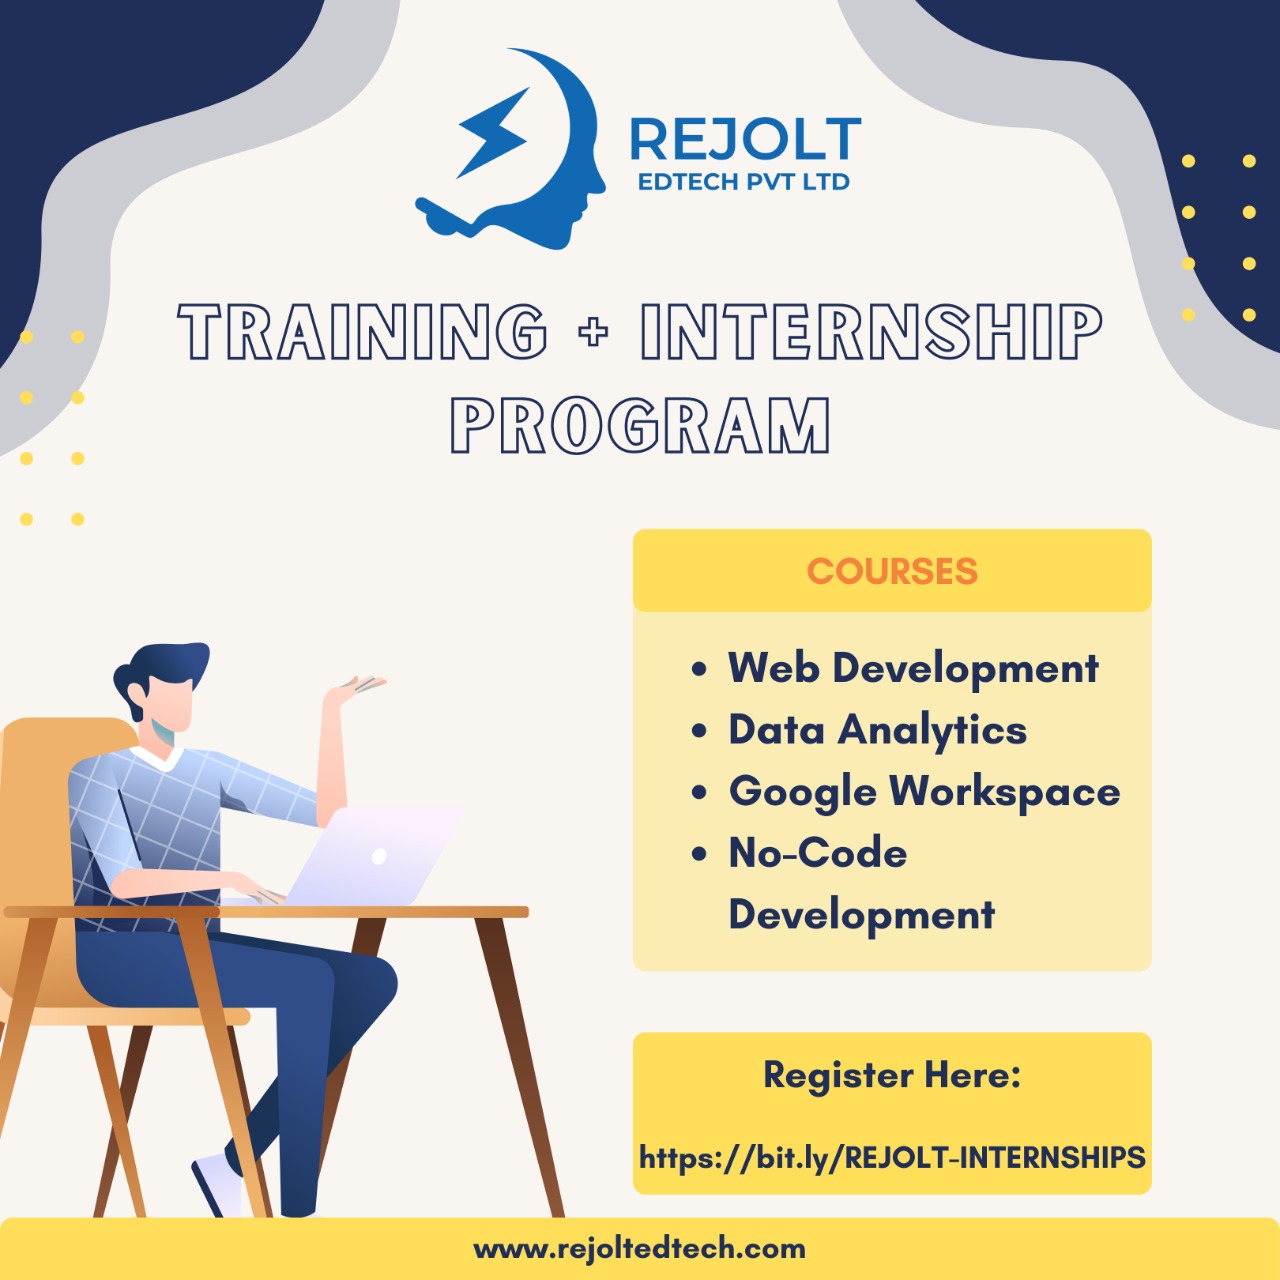 REJOLT
EDTECH PVT LTD
TRAINING + INTERNSHIP
PROGRAM
COURSES
• Web Development
• Data Analytics
• Google Workspace
• No-Code
Development
Register Here:
https://bit.ly/REJOLT-INTERNSHIPS
www.rejoltedtech.com